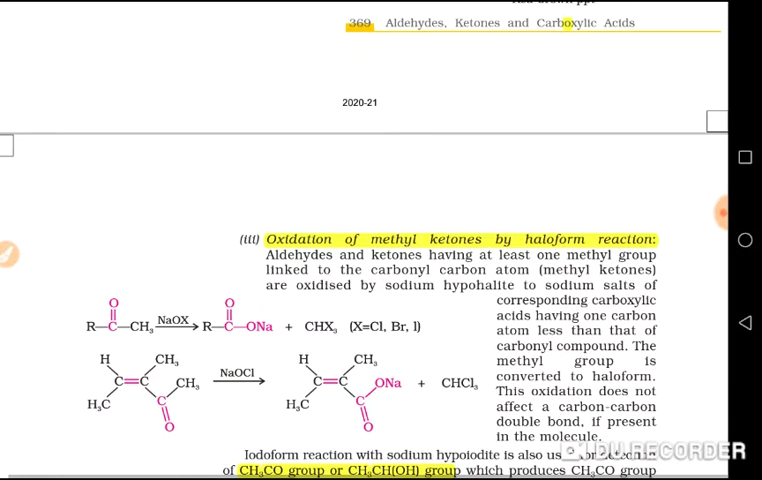 369 Aldehydes, Ketones and Carboxylic Acids
2020-21
(iii) Oxidation of methyl ketones by haloform reaction:
Aldehydes and ketones having at least one methyl group
linked to the carbonyl carbon atom (methyl ketones)
are oxidised by sodium hypohalite to sodium salts of
corresponding carboxylic
acids having one carbon
atom less than that of
carbonyl compound. The
methyl group is
converted to haloform.
This oxidation does not
affect a carbon-carbon
double bond, if present
in the molecule.
O O
R–C–CH₃ NaOX R–C–ONa + CHX₃ (X=Cl, Br, I)
H CH₃ H CH₃
C=C CH₃ NaOCl C=C ONa + CHCl₃
H₃C C H₃C C
O O
Iodoform reaction with sodium hypoiodite is also
of CH₃CO group or CH₃CH(OH) group which produces CH₃CO group
RECORDER